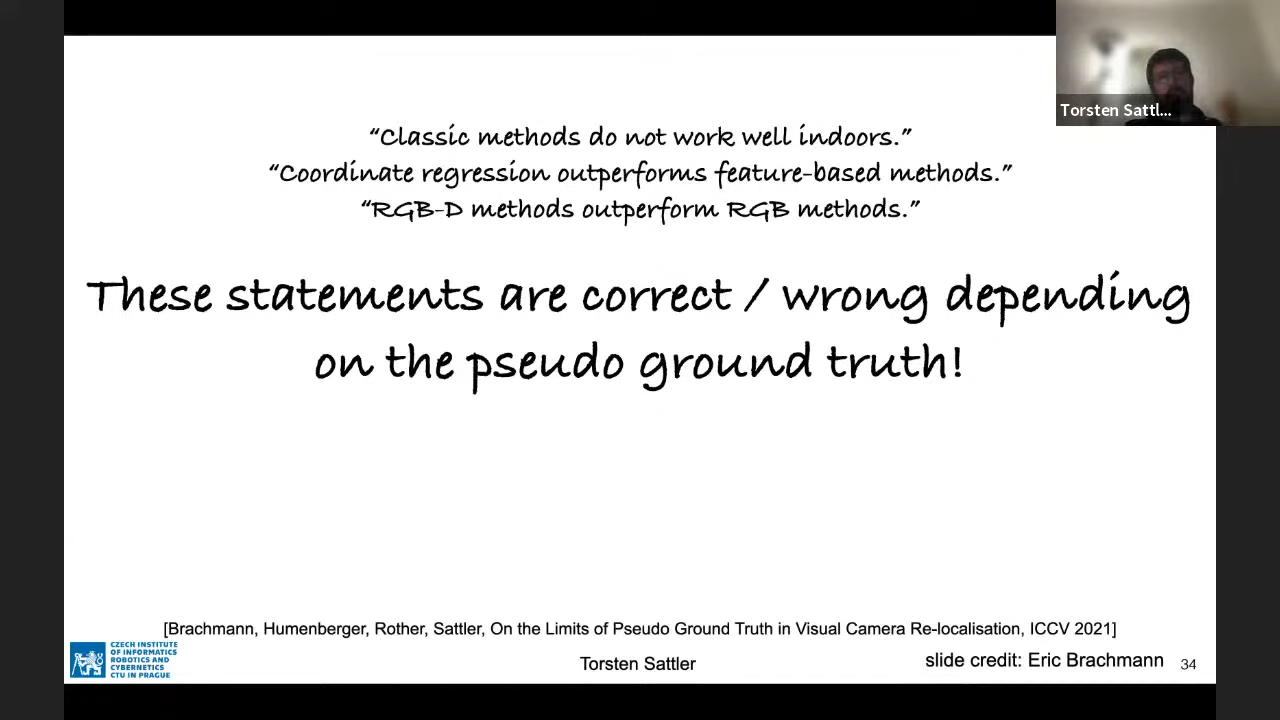 Torsten Sattl...
“Classic methods do not work well indoors.”
“Coordinate regression outperforms feature-based methods.”
“RGB-D methods outperform RGB methods.”
These statements are correct / wrong depending
on the pseudo ground truth!
[Brachmann, Humenberger, Rother, Sattler, On the Limits of Pseudo Ground Truth in Visual Camera Re-localisation, ICCV 2021]
CZECH INSTITUTE
OF INFORMATICS
ROBOTICS AND
CYBERNETICS
CTU IN PRAGUE
Torsten Sattler
slide credit: Eric Brachmann
34